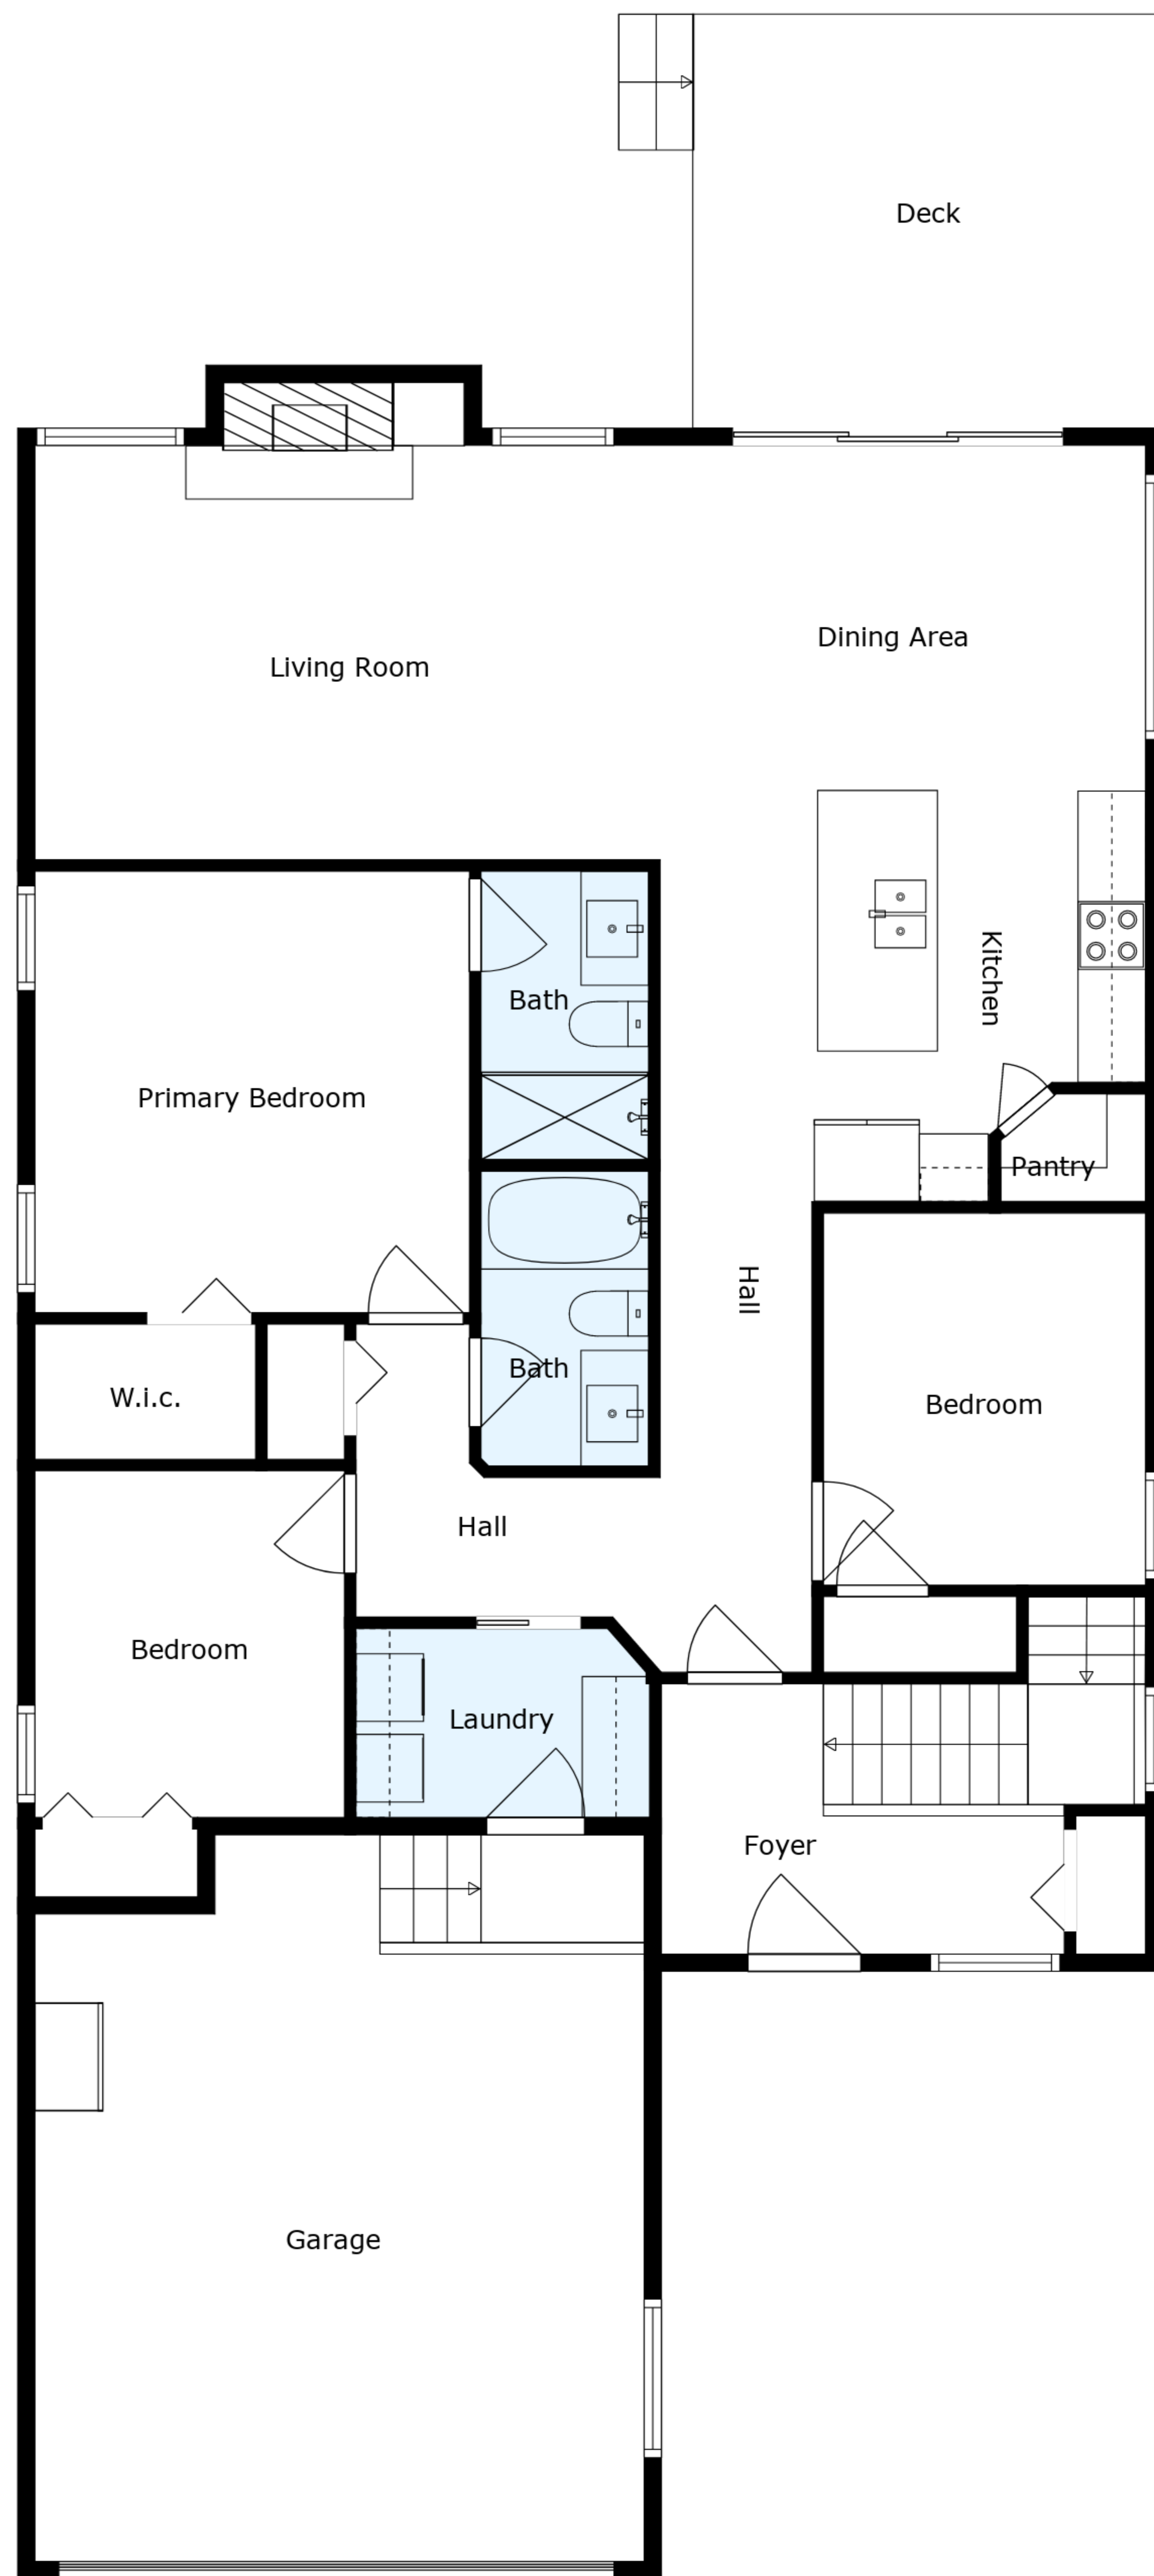 Deck
Dining Area
Living Room
Kitchen
Bath
Primary Bedroom
Pantry
Hall
Bath
W.i.c.
Bedroom
Hall
Bedroom
Laundry
Foyer
Garage